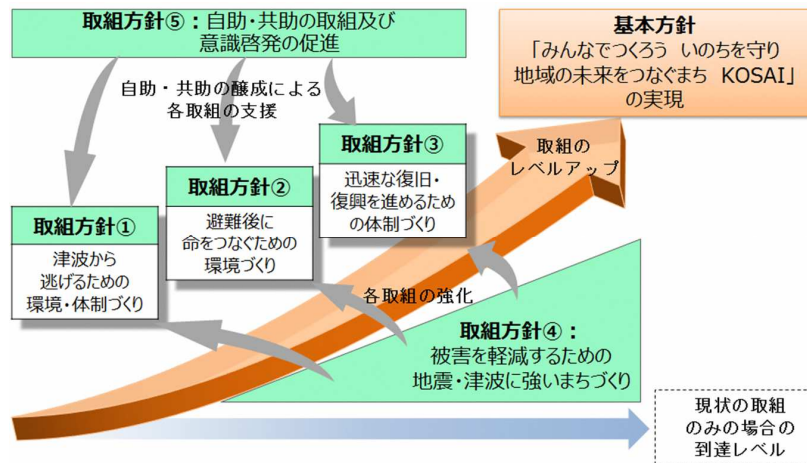 取組方針⑤:自助・共助の取組及び
意識啓発の促進
基本方針
「みんなでつくろう いのちを守り
地域の未来をつなぐまち KOSAI」
の実現
自助・共助の醸成による
各取組の支援
取組の
レベルアップ
取組方針③
迅速な復旧・
復興を進めるため
の体制づくり
取組方針②
避難後に
命をつなぐための
環境づくり
取組方針①
津波から
逃げるための
環境・体制づくり
各取組の強化
取組方針④:
被害を軽減するための
地震・津波に強いまちづくり
現状の取組
のみの場合の
到達レベル